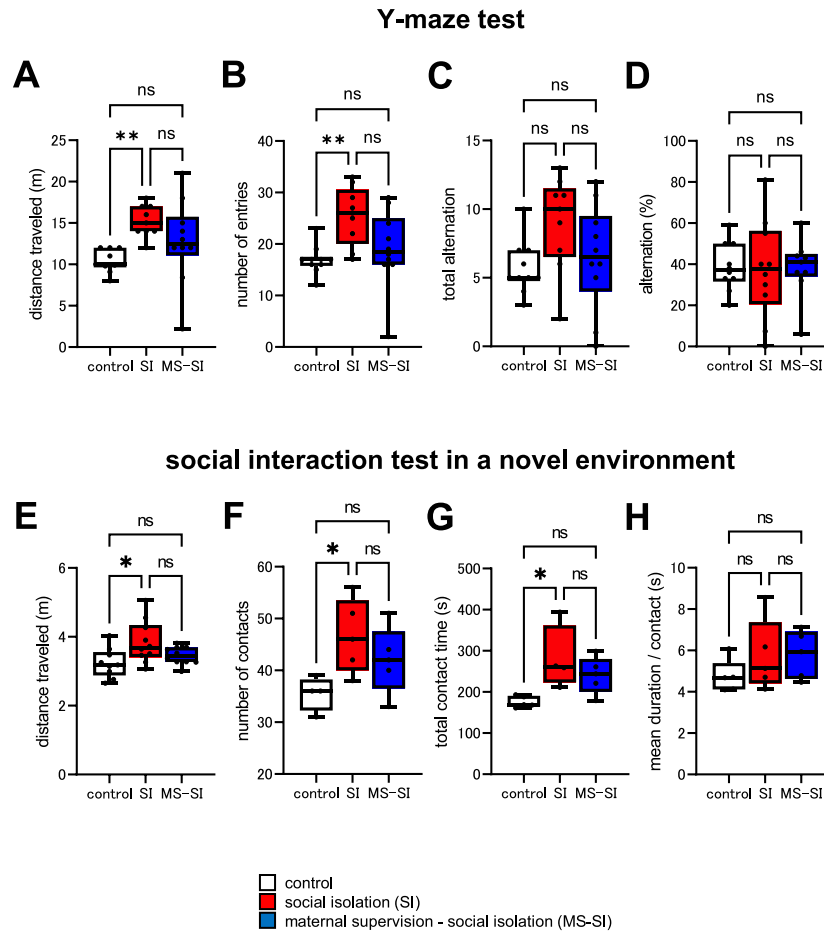 Y-maze test
A
ns
** ns
distance traveled (m)
25
20
15
10
5
0
control SI MS-SI
B
ns
** ns
number of entries
40
30
20
10
0
control SI MS-SI
C
ns
ns ns
total alternation
15
10
5
0
control SI MS-SI
D
ns
ns ns
alternation (%)
100
80
60
40
20
0
control SI MS-SI
social interaction test in a novel environment
E
ns
* ns
distance traveled (m)
6
4
2
0
control SI MS-SI
F
ns
* ns
number of contacts
60
50
40
30
20
control SI MS-SI
G
ns
* ns
total contact time (s)
500
400
300
200
100
0
control SI MS-SI
H
ns
ns ns
mean duration / contact (s)
10
8
6
4
2
0
control SI MS-SI
control
social isolation (SI)
maternal supervision - social isolation (MS-SI)